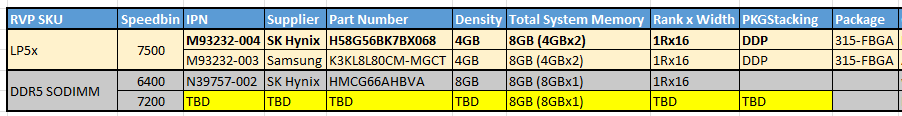 RVP SKU Speedbin IPN Supplier Part Number Density Total System Memory Rank x Width PKGStacking Package
LP5x 7500 M93232-004 SK Hynix H58G56BK7BX068 4GB 8GB (4GBx2) 1Rx16 DDP 315-FBGA
M93232-003 Samsung K3KL8L80CM-MGCT 4GB 8GB (4GBx2) 1Rx16 DDP 315-FBGA
DDR5 SODIMM 6400 N39757-002 SK Hynix HMCG66AHBVA 8GB 8GB (8GBx1) 1Rx16
7200 TBD TBD TBD TBD 8GB (8GBx1) TBD TBD